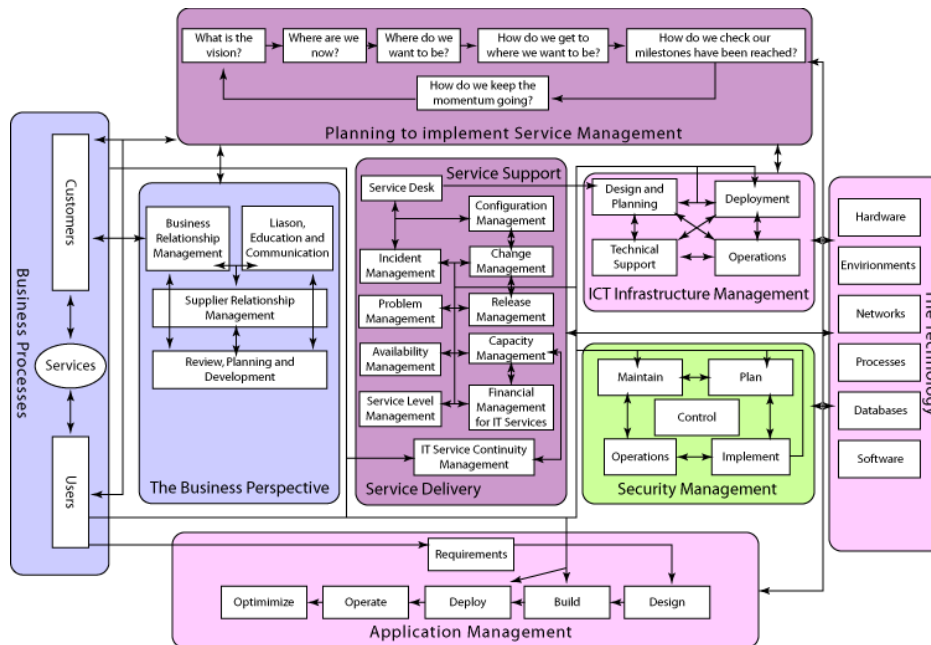 What is the
vision?
Where are we
now?
Where do we
want to be?
How do we get to
where we want to be?
How do we check our
milestones have been reached?
How do we keep the
momentum going?
Planning to implement Service Management
Business Processes
Customers
Services
Users
Business
Relationship
Management
Liason,
Education and
Communication
Supplier Relationship
Management
Review, Planning and
Development
The Business Perspective
Service Support
Service Desk
Configuration
Management
Incident
Management
Change
Management
Problem
Management
Release
Management
Availability
Management
Capacity
Management
Service Level
Management
Financial
Management
for IT Services
IT Service Continuity
Management
Service Delivery
Design and
Planning
Deployment
Technical
Support
Operations
ICT Infrastructure Management
Maintain
Plan
Control
Operations
Implement
Security Management
The Technology
Hardware
Envirionments
Networks
Processes
Databases
Software
Requirements
Optimimize
Operate
Deploy
Build
Design
Application Management